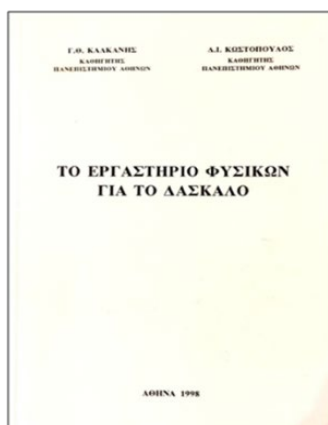 Γ.Θ. ΚΑΛΚΑΝΗΣ
ΚΑΘΗΓΗΤΗΣ
ΠΑΝΕΠΙΣΤΗΜΙΟΥ ΑΘΗΝΩΝ
Δ.Ι. ΚΩΣΤΟΠΟΥΛΟΣ
ΚΑΘΗΓΗΤΗΣ
ΠΑΝΕΠΙΣΤΗΜΙΟΥ ΑΘΗΝΩΝ
ΤΟ ΕΡΓΑΣΤΗΡΙΟ ΦΥΣΙΚΩΝ
ΓΙΑ ΤΟ ΔΑΣΚΑΛΟ
ΑΘΗΝΑ 1998